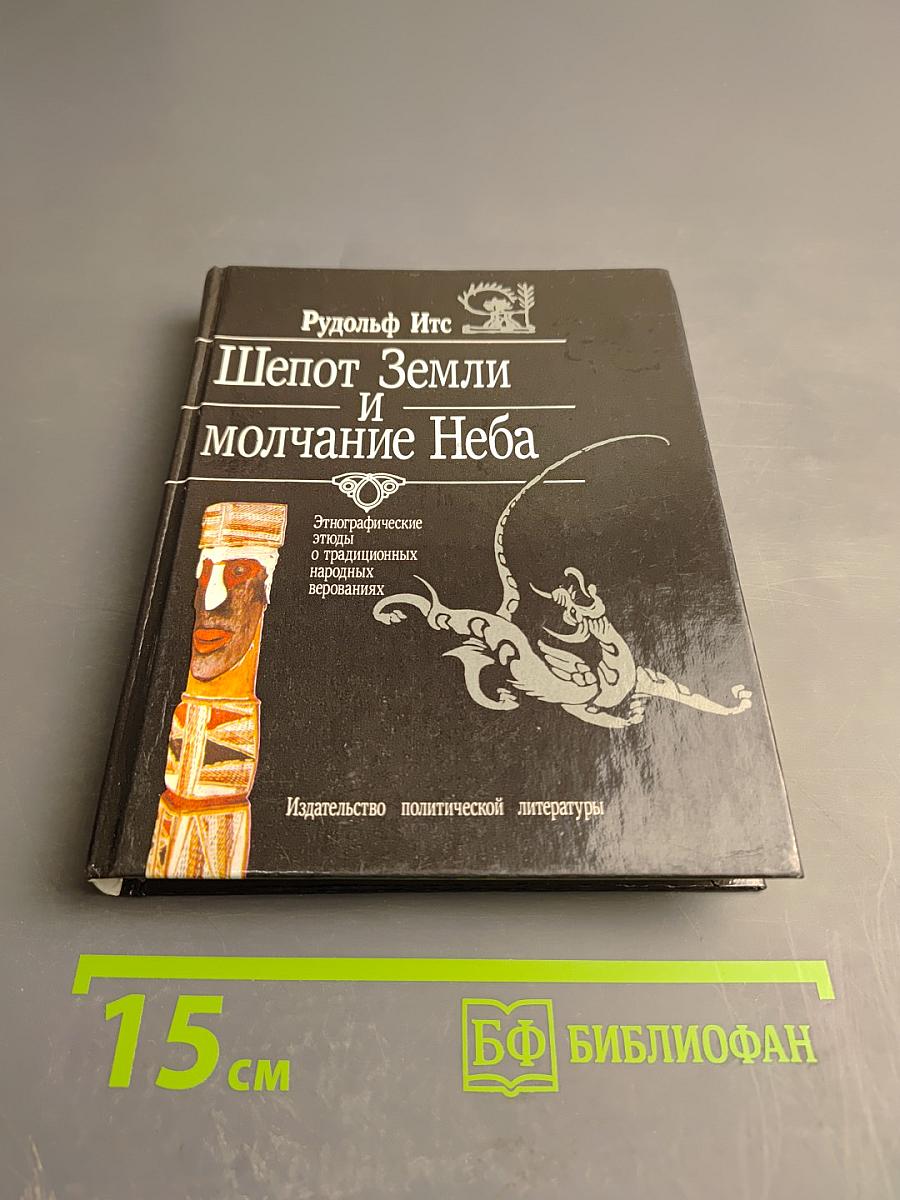 Рудольф Итс
Шепот Земли
и
молчание Неба
Этнографические
этюды
о традиционных
народных
верованиях
Издательство политической литературы
15 см
БФ БИБЛИОФАН